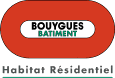 BOUYGUES
BATIMENT
Habitat Résidentiel